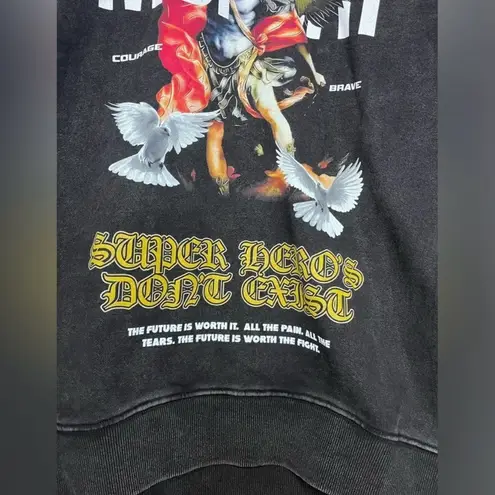 COURAGE
BRAVE
SUPER HERO'S
DON'T EXIST
THE FUTURE IS WORTH IT. ALL THE PAIN. ALL THE
TEARS. THE FUTURE IS WORTH THE FIGHT.